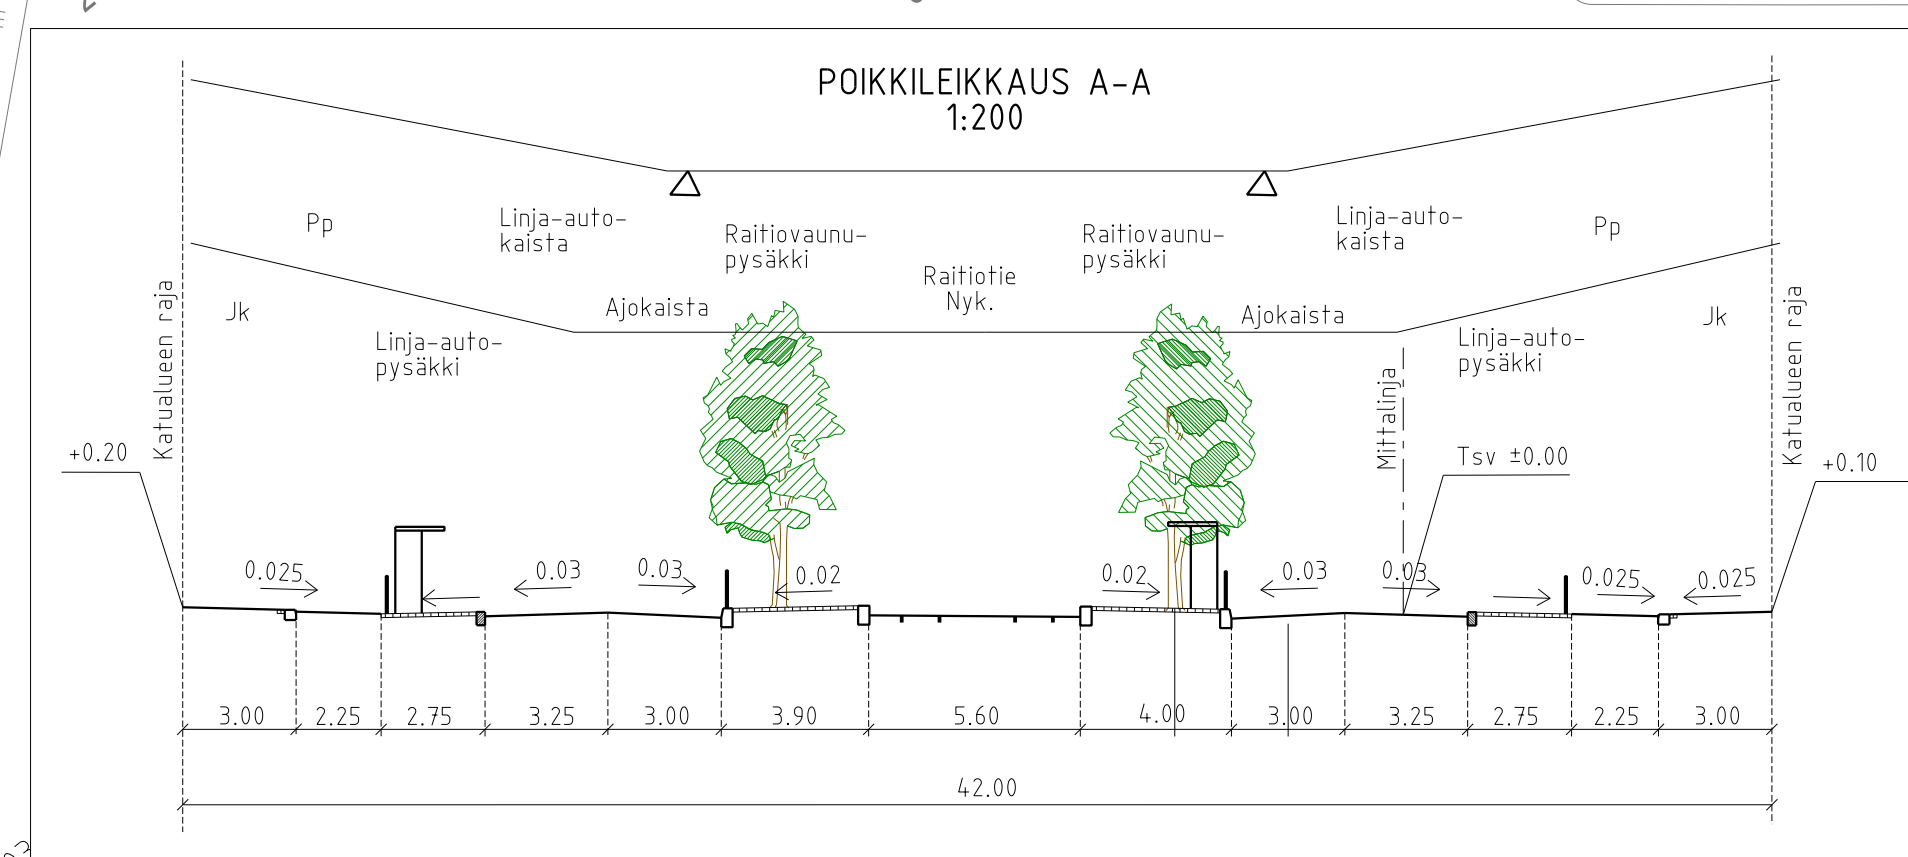 POIKKILEIKKAUS A-A
1:200
Pp
Linja-auto-
kaista
Raitiovaunu-
pysäkki
Raitiotie
Nyk.
Raitiovaunu-
pysäkki
Linja-auto-
kaista
Pp
Katualueen raja
Jk
Linja-auto-
pysäkki
Ajokaista
Ajokaista
Mittalinja
Linja-auto-
pysäkki
Jk
Katualueen raja
+0.20
Tsv ±0.00
+0.10
0.025
0.03
0.03
0.02
0.02
0.03
0.03
0.025
0.025
3.00
2.25
2.75
3.25
3.00
3.90
5.60
4.00
3.00
3.25
2.75
2.25
3.00
42.00